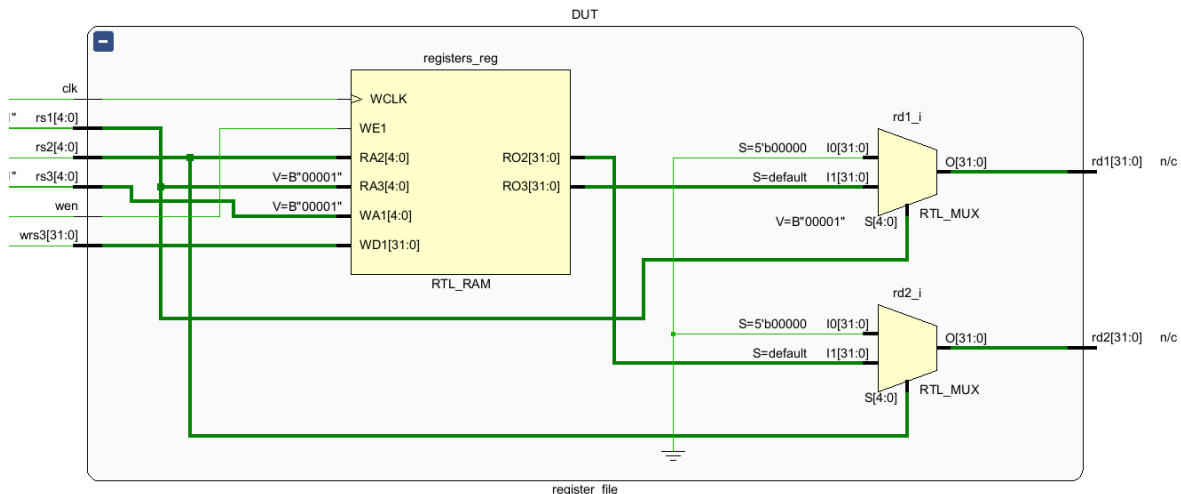 DUT
registers_reg
clk
WCLK
1" rs1[4:0]
WE1
rs2[4:0]
RA2[4:0]
RO2[31:0]
1" rs3[4:0]
V=B"00001"
RA3[4:0]
RO3[31:0]
wen
V=B"00001"
WA1[4:0]
wrs3[31:0]
WD1[31:0]
RTL_RAM
rd1_i
S=5'b00000 I0[31:0]
S=default I1[31:0]
O[31:0]
rd1[31:0] n/c
V=B"00001"
S[4:0]
RTL_MUX
rd2_i
S=5'b00000 I0[31:0]
S=default I1[31:0]
O[31:0]
rd2[31:0] n/c
S[4:0]
RTL_MUX
register_file